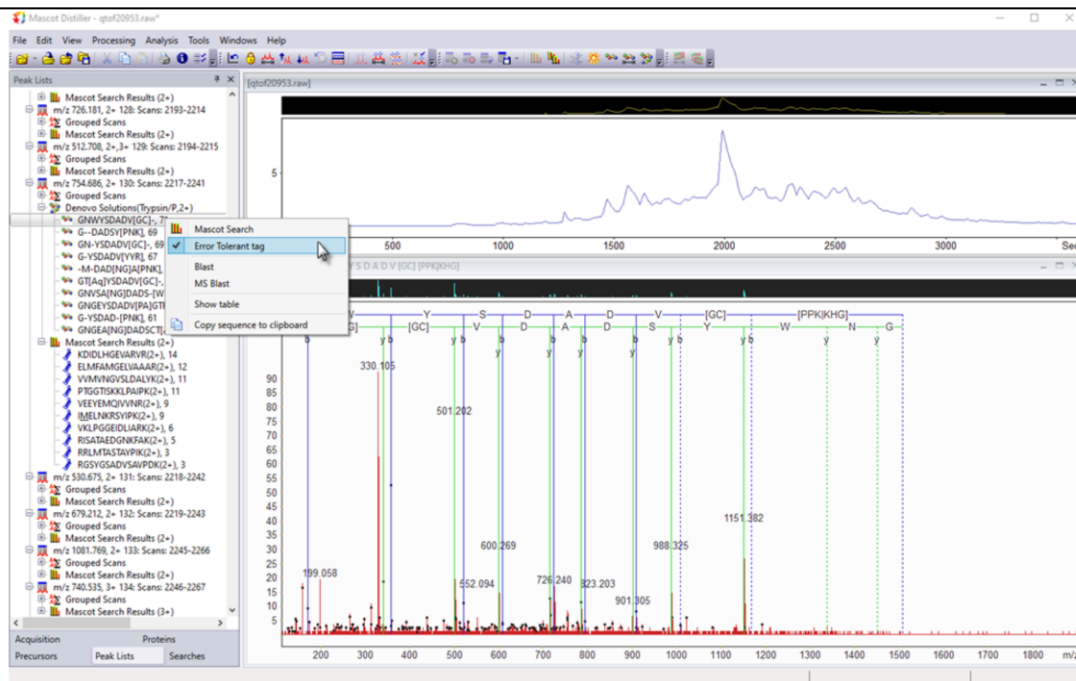 Mascot Distiller - qtof20953.raw*
File Edit View Processing Analysis Tools Windows Help
Peak Lists
Mascot Search Results (2+)
m/z 726.181, 2+ 128: Scans: 2193-2214
Grouped Scans
Mascot Search Results (2+)
m/z 512.708, 2+,3+ 129: Scans: 2194-2215
Grouped Scans
Mascot Search Results (2+)
m/z 754.686, 2+ 130: Scans: 2217-2241
Grouped Scans
Denovo Solutions(Trypsin/P,2+)
GNWYSDADV[GC]-,
G--DADSY[PNK], 69
GN-YSDADV[GC]-, 69
G-YSDADV[YYR], 67
-M-DAD[NG]A[PNK],
GT[Aq]YSDADV[GC]-,
GNVSA[NG]DADS-[W
GNGEYSDADV[PA]GT
G-YSDAD-[PNK], 61
GNGEA[NG]DADSCT[
Mascot Search Results (2+)
KDIDLHGEVARVR(2+), 14
ELMFAMGELVAAAR(2+), 12
VVMVNGVSLDALYK(2+), 11
PTGGTISKKLPAIPK(2+), 11
VEEYEMQIVVNR(2+), 9
IMELNKRSYIPK(2+), 9
VKLPGGEIDLIARK(2+), 6
RISATAEDGNKFAK(2+), 5
RRLMTASTAYPIK(2+), 3
RGSYGSADVSAVPDK(2+), 3
m/z 530.675, 2+ 131: Scans: 2218-2242
Grouped Scans
Mascot Search Results (2+)
m/z 679.212, 2+ 132: Scans: 2219-2243
Grouped Scans
Mascot Search Results (2+)
m/z 1081.769, 2+ 133: Scans: 2245-2266
Grouped Scans
Mascot Search Results (2+)
m/z 740.535, 3+ 134: Scans: 2246-2267
Grouped Scans
Mascot Search Results (3+)
Acquisition Proteins
Precursors Peak Lists Searches
Mascot Search
Error Tolerant tag
Blast
MS Blast
Show table
Copy sequence to clipboard
[qtof20953.raw]
5
500 1000 1500 2000 2500 3000 Se
Y S D A D V [GC] [PPK|KHG]
Y S D A D V [GC] [PPK|KHG]
[GC] V D A D S Y W N G
b y b y b y b y b y b y b y b y y
y y y y y
330.105
501.202
1151.382
600.269
988.325
199.058
552.094
726.240
823.203
901.305
90
85
80
75
70
65
60
55
50
45
40
35
30
25
20
15
10
5
200 300 400 500 600 700 800 900 1000 1100 1200 1300 1400 1500 1600 1700 1800 m/